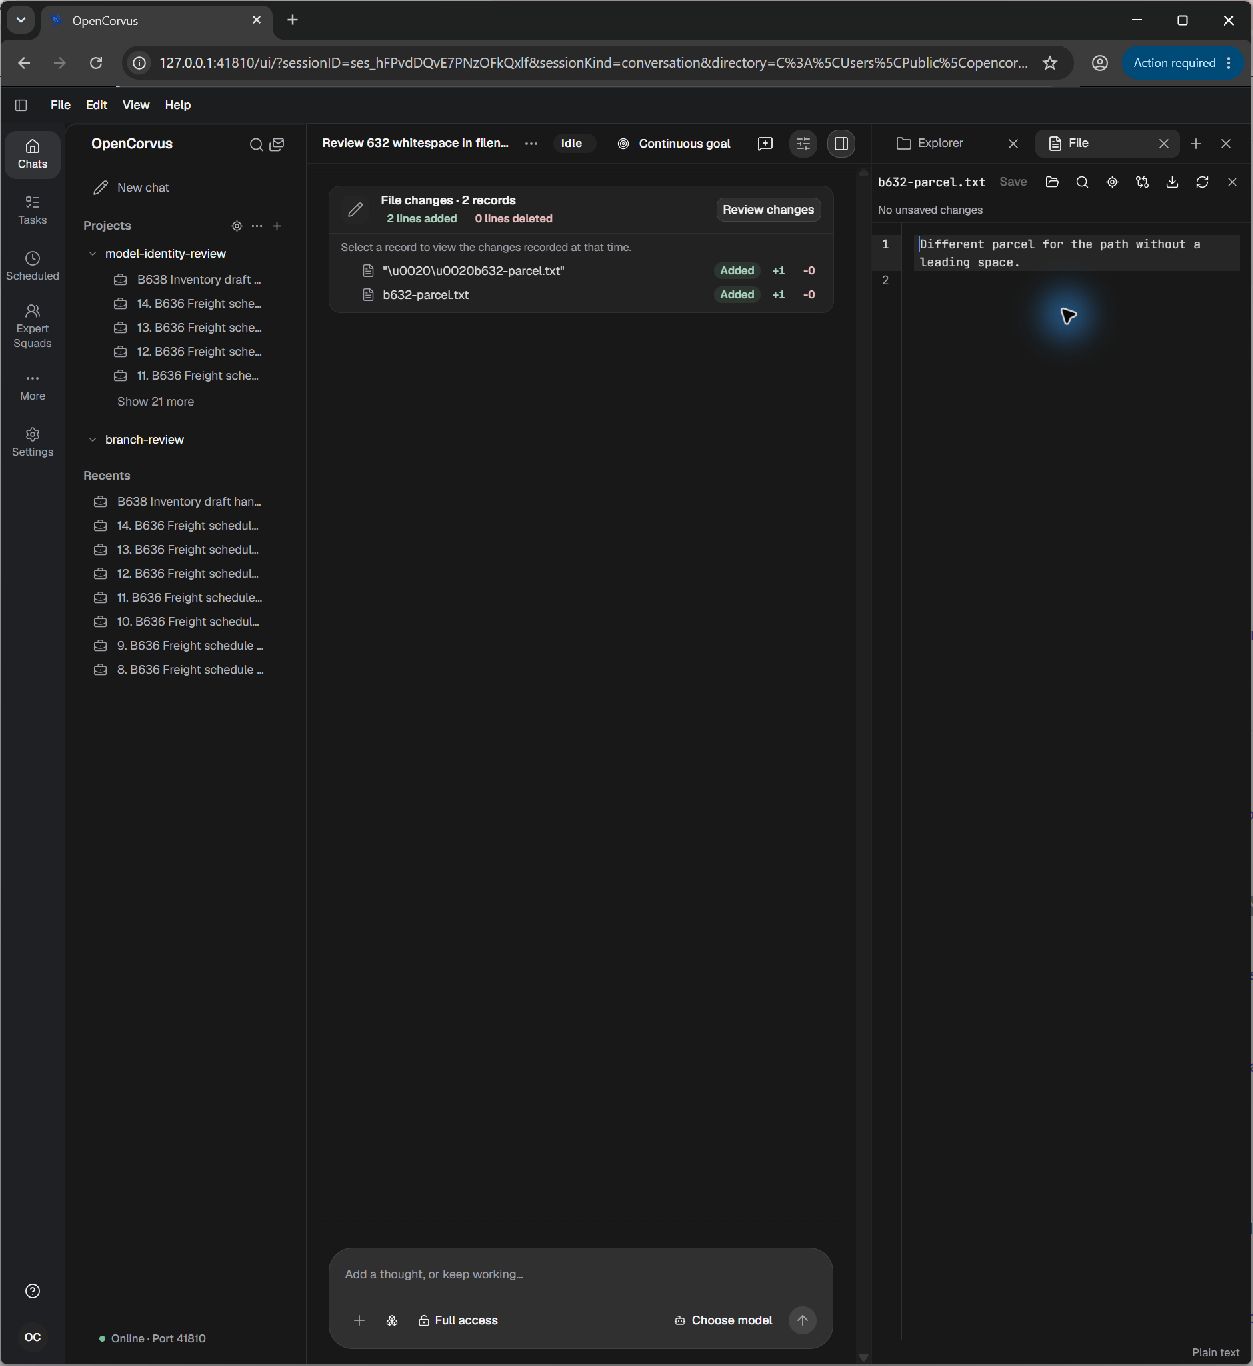 OpenCorvus
127.0.0.1:41810/ui/?sessionID=ses_hFPvdDQvE7PNzOFkQxlf&sessionKind=conversation&directory=C%3A%5CUsers%5CPublic%5Copencor...
Action required
File Edit View Help
Chats
Tasks
Scheduled
Expert
Squads
More
Settings
OC
OpenCorvus
New chat
Projects
model-identity-review
B638 Inventory draft ...
14. B636 Freight sche...
13. B636 Freight sche...
12. B636 Freight sche...
11. B636 Freight sche...
Show 21 more
branch-review
Recents
B638 Inventory draft han...
14. B636 Freight schedul...
13. B636 Freight schedul...
12. B636 Freight schedul...
11. B636 Freight schedule...
10. B636 Freight schedul...
9. B636 Freight schedule ...
8. B636 Freight schedule ...
Online · Port 41810
Review 632 whitespace in filen... Idle Continuous goal
File changes · 2 records
2 lines added 0 lines deleted
Review changes
Select a record to view the changes recorded at that time.
"\u0020\u0020b632-parcel.txt" Added +1 -0
b632-parcel.txt Added +1 -0
Add a thought, or keep working...
Full access Choose model
Explorer File
b632-parcel.txt Save
No unsaved changes
1 Different parcel for the path without a
leading space.
2
Plain text